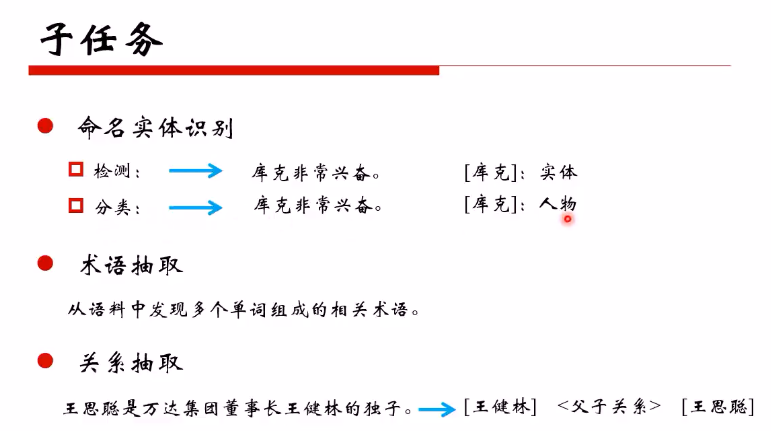 子任务
命名实体识别
检测： 库克非常兴奋。 [库克]：实体
分类： 库克非常兴奋。 [库克]：人物
术语抽取
从语料中发现多个单词组成的相关术语。
关系抽取
王思聪是万达集团董事长王健林的独子。 [王健林] <父子关系> [王思聪]